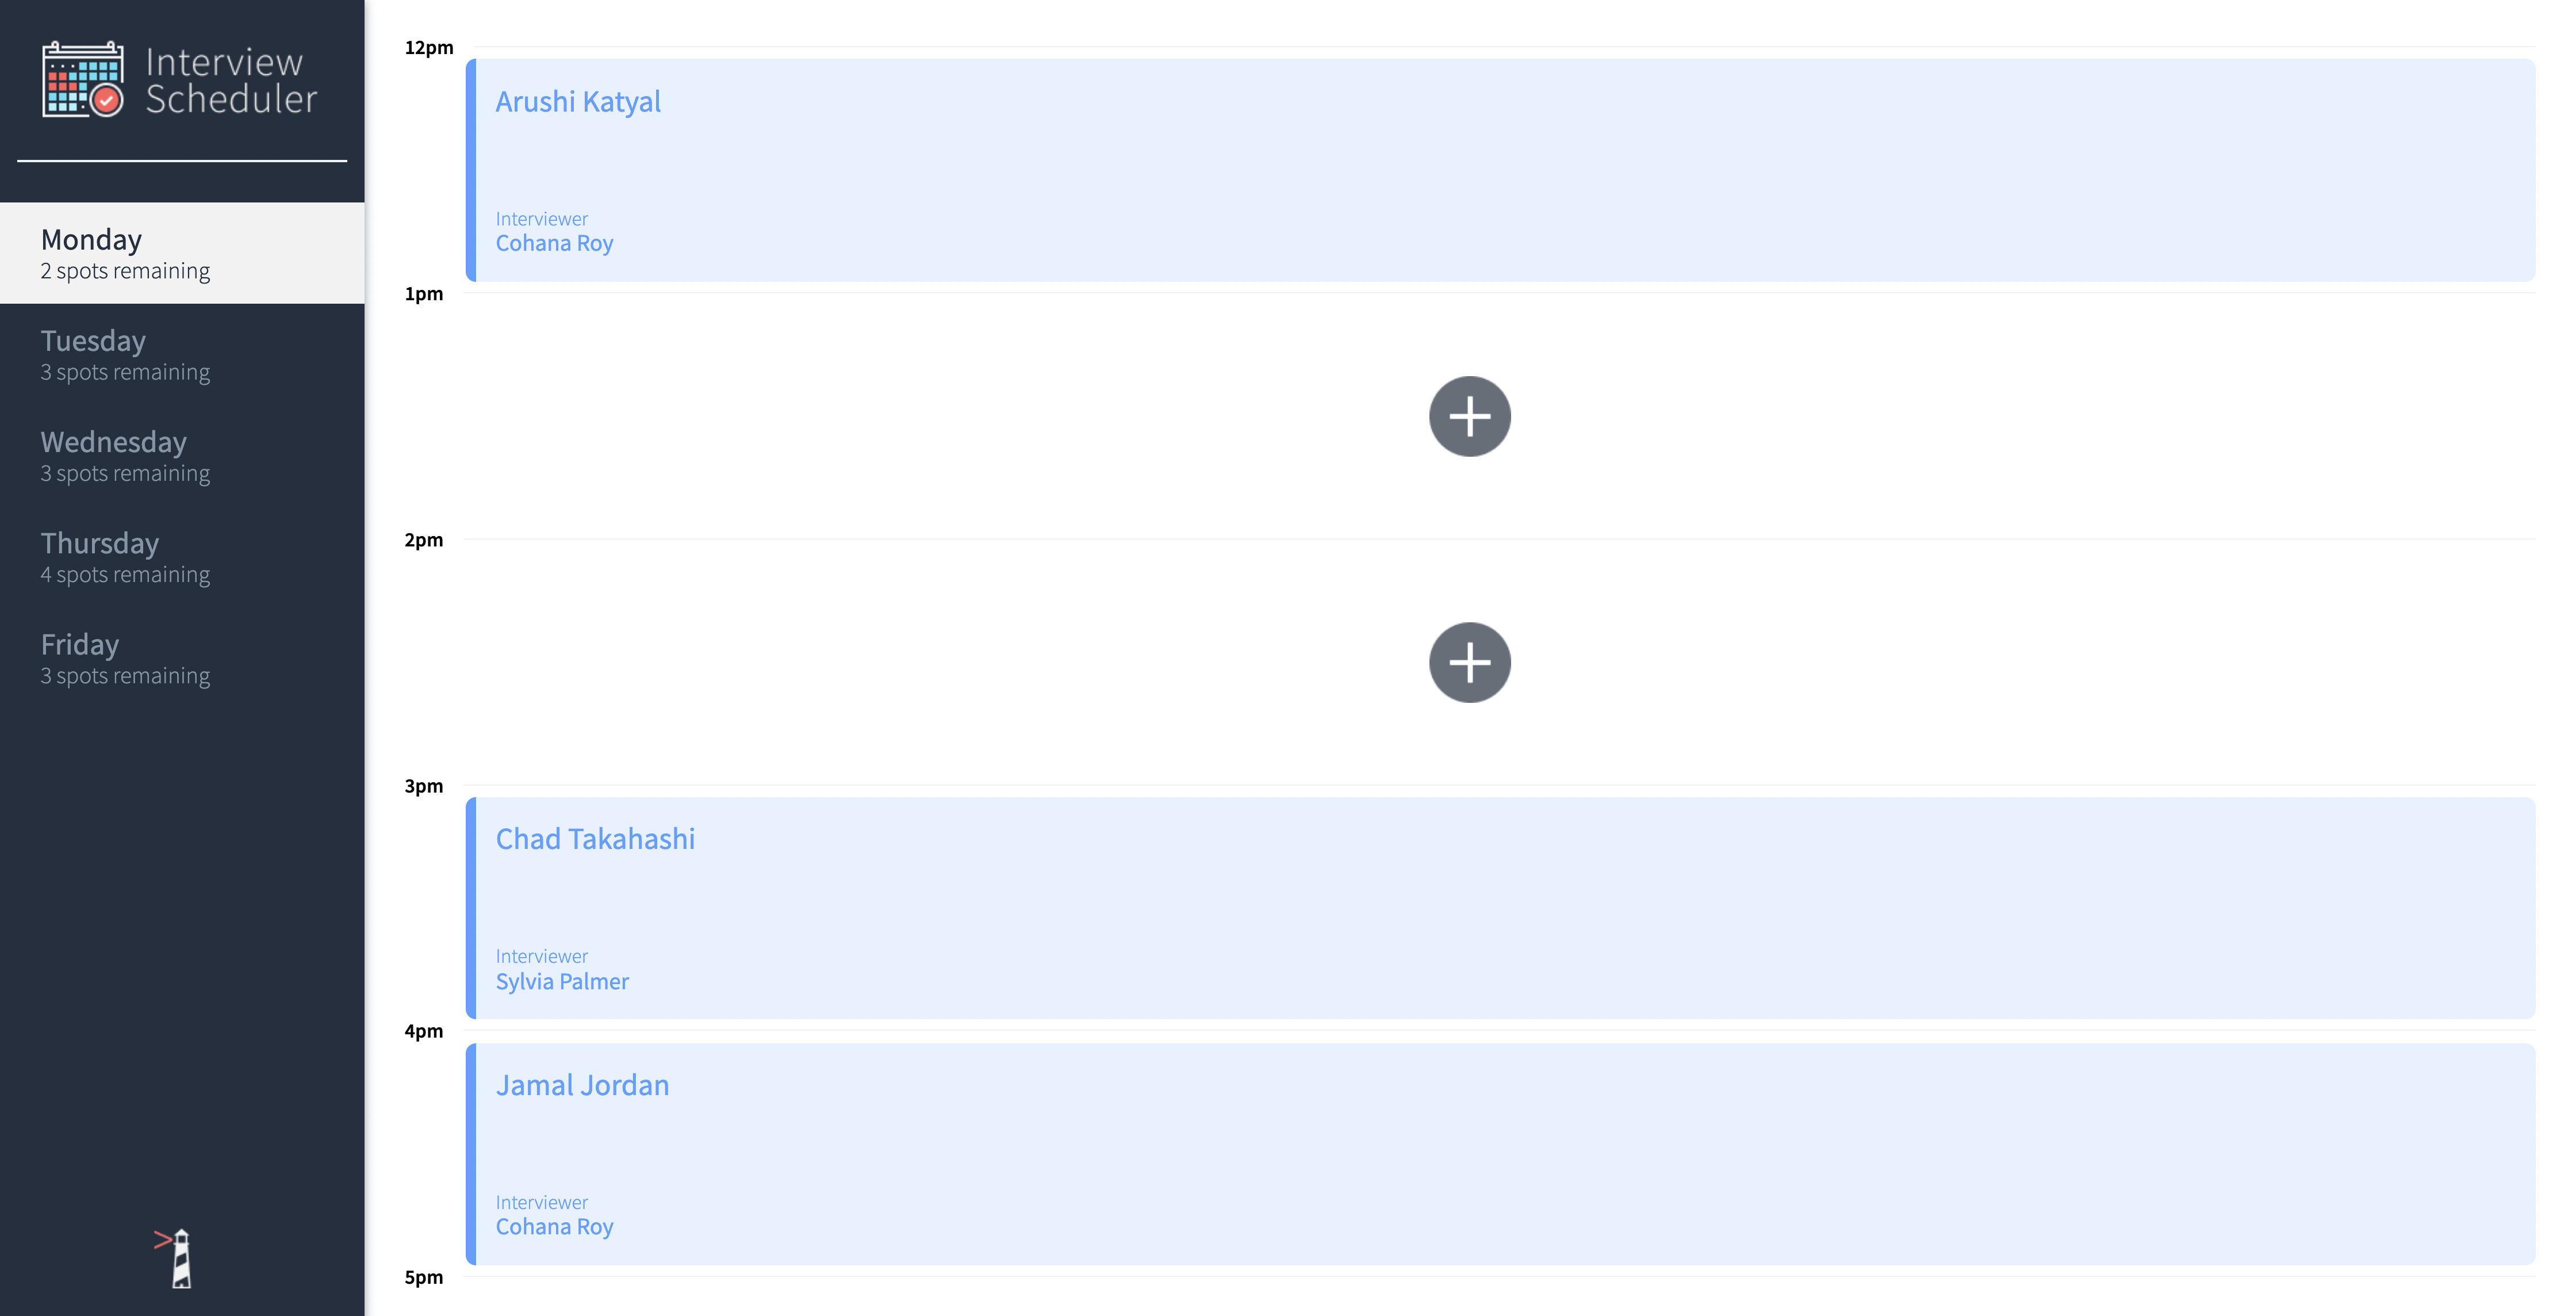 Interview
Scheduler
Monday
2 spots remaining
Tuesday
3 spots remaining
Wednesday
3 spots remaining
Thursday
4 spots remaining
Friday
3 spots remaining
12pm
Arushi Katyal
Interviewer
Cohana Roy
1pm
2pm
3pm
Chad Takahashi
Interviewer
Sylvia Palmer
4pm
Jamal Jordan
Interviewer
Cohana Roy
5pm